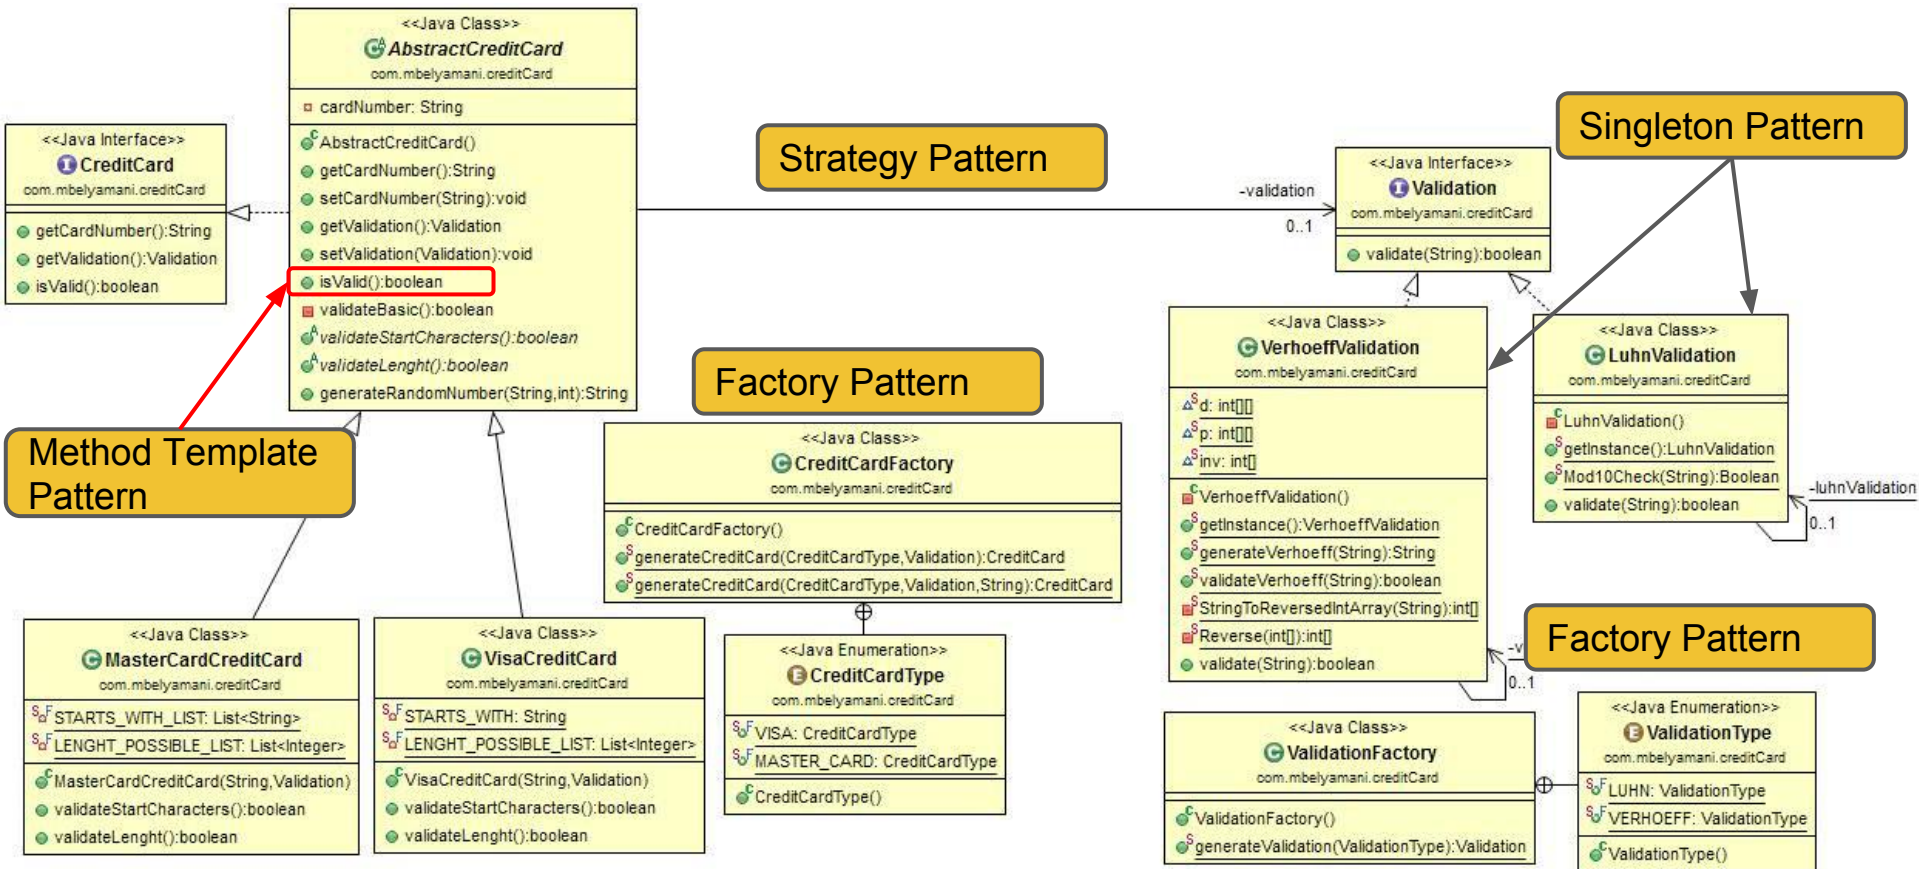 <<Java Class>>
AbstractCreditCard
com.mbelyamani.creditCard
cardNumber: String
AbstractCreditCard()
getCardNumber():String
setCardNumber(String):void
getValidation():Validation
setValidation(Validation):void
isValid():boolean
validateBasic():boolean
validateStartCharacters():boolean
validateLenght():boolean
generateRandomNumber(String,int):String
<<Java Interface>>
CreditCard
com.mbelyamani.creditCard
getCardNumber():String
getValidation():Validation
isValid():boolean
Strategy Pattern
-validation
0..1
Singleton Pattern
<<Java Interface>>
Validation
com.mbelyamani.creditCard
validate(String):boolean
Method Template
Pattern
Factory Pattern
<<Java Class>>
CreditCardFactory
com.mbelyamani.creditCard
CreditCardFactory()
generateCreditCard(CreditCardType,Validation):CreditCard
generateCreditCard(CreditCardType,Validation,String):CreditCard
<<Java Class>>
VerhoeffValidation
com.mbelyamani.creditCard
d: int[][]
p: int[][]
inv: int[]
VerhoeffValidation()
getInstance():VerhoeffValidation
generateVerhoeff(String):String
validateVerhoeff(String):boolean
StringToReversedIntArray(String):int[]
Reverse(int[]):int[]
validate(String):boolean
<<Java Class>>
LuhnValidation
com.mbelyamani.creditCard
LuhnValidation()
getInstance():LuhnValidation
Mod10Check(String):Boolean
validate(String):boolean
-luhnValidation
0..1
<<Java Class>>
MasterCardCreditCard
com.mbelyamani.creditCard
STARTS_WITH_LIST: List<String>
LENGHT_POSSIBLE_LIST: List<Integer>
MasterCardCreditCard(String,Validation)
validateStartCharacters():boolean
validateLenght():boolean
<<Java Class>>
VisaCreditCard
com.mbelyamani.creditCard
STARTS_WITH: String
LENGHT_POSSIBLE_LIST: List<Integer>
VisaCreditCard(String,Validation)
validateStartCharacters():boolean
validateLenght():boolean
<<Java Enumeration>>
CreditCardType
com.mbelyamani.creditCard
VISA: CreditCardType
MASTER_CARD: CreditCardType
CreditCardType()
-v
0..1
Factory Pattern
<<Java Class>>
ValidationFactory
com.mbelyamani.creditCard
ValidationFactory()
generateValidation(ValidationType):Validation
<<Java Enumeration>>
ValidationType
com.mbelyamani.creditCard
LUHN: ValidationType
VERHOEFF: ValidationType
ValidationType()